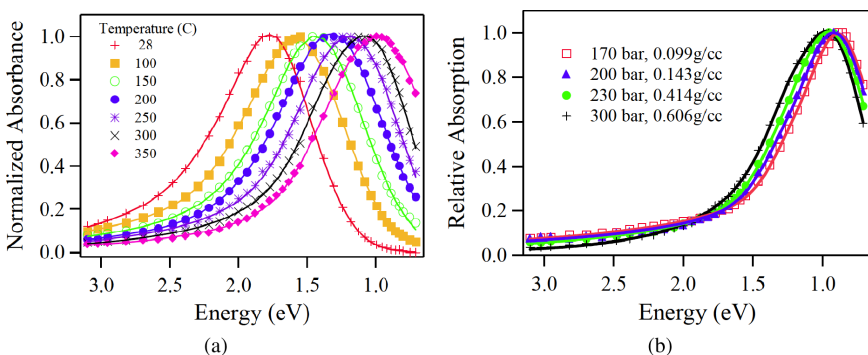 Normalized Absorbance
Temperature (C)
28
100
150
200
250
300
350
1.0
0.8
0.6
0.4
0.2
0.0
3.0
2.5
2.0
1.5
1.0
Energy (eV)
(a)
Relative Absorption
170 bar, 0.099g/cc
200 bar, 0.143g/cc
230 bar, 0.414g/cc
300 bar, 0.606g/cc
1.0
0.8
0.6
0.4
0.2
0.0
3.0
2.5
2.0
1.5
1.0
Energy (eV)
(b)